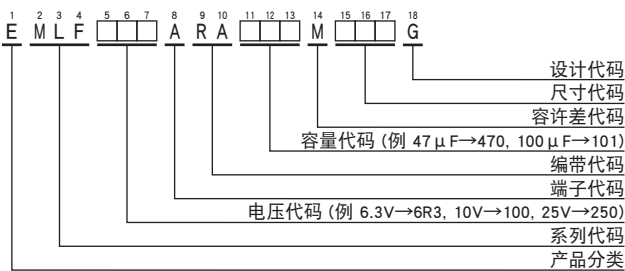 1 2 3 4 5 6 7 8 9 10 11 12 13 14 15 16 17 18
E M L F □□□ A R A □□□ M □□□ G
设计代码
尺寸代码
容许差代码
容量代码 (例 47μF→470, 100μF→101)
编带代码
端子代码
电压代码 (例 6.3V→6R3, 10V→100, 25V→250)
系列代码
产品分类